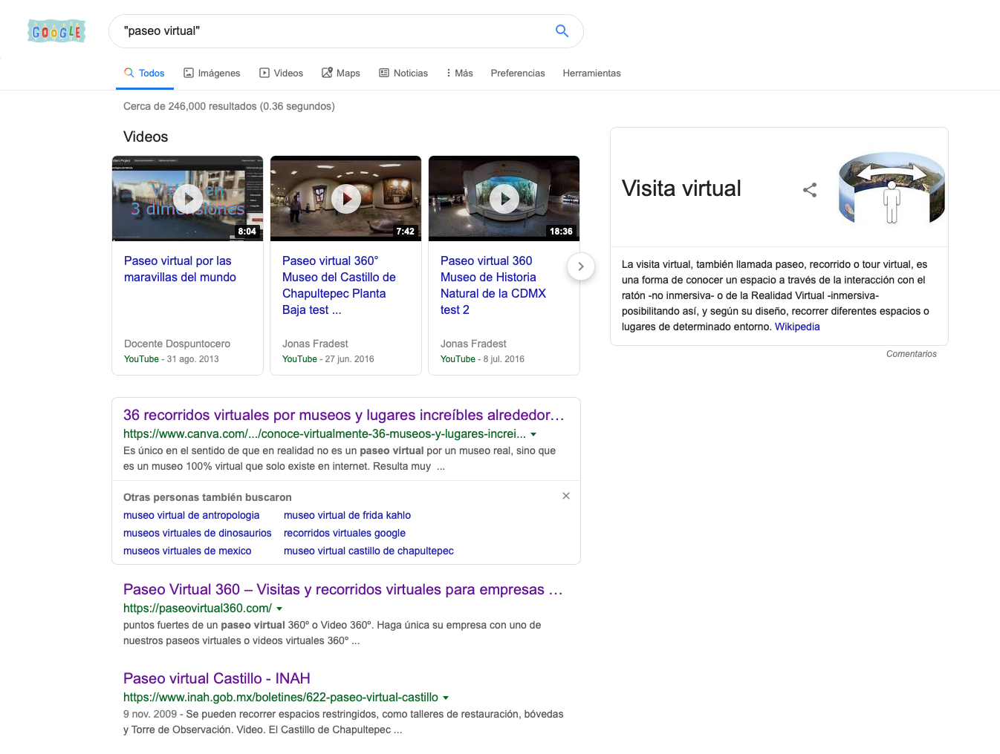 GOOGLE
"paseo virtual"
Todos
Imágenes
Videos
Maps
Noticias
Más
Preferencias
Herramientas
Cerca de 246,000 resultados (0.36 segundos)
Videos
3 dimensiones
8:04
Paseo virtual por las
maravillas del mundo
Docente Dospuntocero
YouTube - 31 ago. 2013
7:42
Paseo virtual 360°
Museo del Castillo de
Chapultepec Planta
Baja test ...
Jonas Fradest
YouTube - 27 jun. 2016
18:36
Paseo virtual 360
Museo de Historia
Natural de la CDMX
test 2
Jonas Fradest
YouTube - 8 jul. 2016
36 recorridos virtuales por museos y lugares increíbles alrededor…
https://www.canva.com/.../conoce-virtualmente-36-museos-y-lugares-increi...
Es único en el sentido de que en realidad no es un paseo virtual por un museo real, sino que
es un museo 100% virtual que solo existe en internet. Resulta muy ...
Otras personas también buscaron
museo virtual de antropologia
museo virtual de frida kahlo
museos virtuales de dinosaurios
recorridos virtuales google
museos virtuales de mexico
museo virtual castillo de chapultepec
Paseo Virtual 360 – Visitas y recorridos virtuales para empresas …
https://paseovirtual360.com/
puntos fuertes de un paseo virtual 360º o Video 360º. Haga única su empresa con uno de
nuestros paseos virtuales o videos virtuales 360º ...
Paseo virtual Castillo - INAH
https://www.inah.gob.mx/boletines/622-paseo-virtual-castillo
9 nov. 2009 - Se pueden recorrer espacios restringidos, como talleres de restauración, bóvedas
y Torre de Observación. Video. El Castillo de Chapultepec ...
Visita virtual
La visita virtual, también llamada paseo, recorrido o tour virtual, es
una forma de conocer un espacio a través de la interacción con el
ratón -no inmersiva- o de la Realidad Virtual -inmersiva-
posibilitando así, y según su diseño, recorrer diferentes espacios o
lugares de determinado entorno. Wikipedia
Comentarios